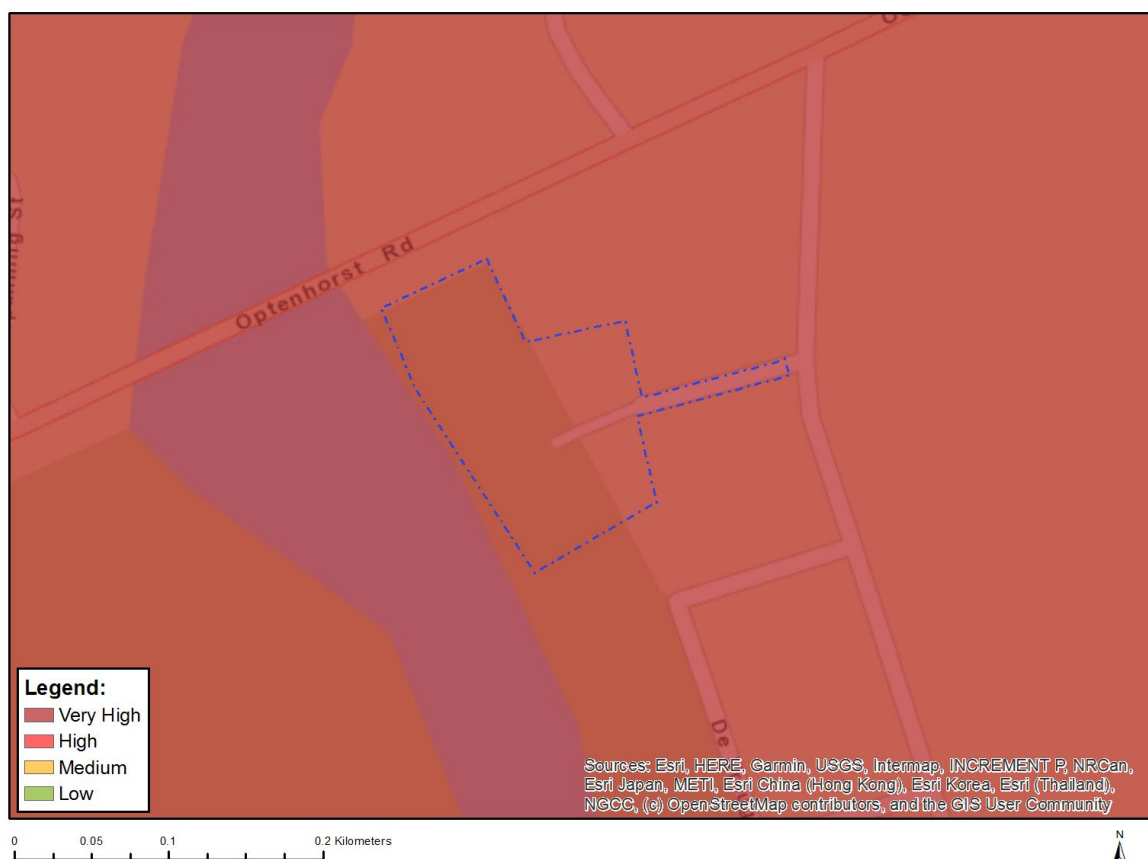 Optenhorst Rd
De
Legend:
Very High
High
Medium
Low
Sources: Esri, HERE, Garmin, USGS, Intermap, INCREMENT P, NRCan,
Esri Japan, METI, Esri China (Hong Kong), Esri Korea, Esri (Thailand),
NGCC, (c) OpenStreetMap contributors, and the GIS User Community
0 0.05 0.1 0.2 Kilometers
N